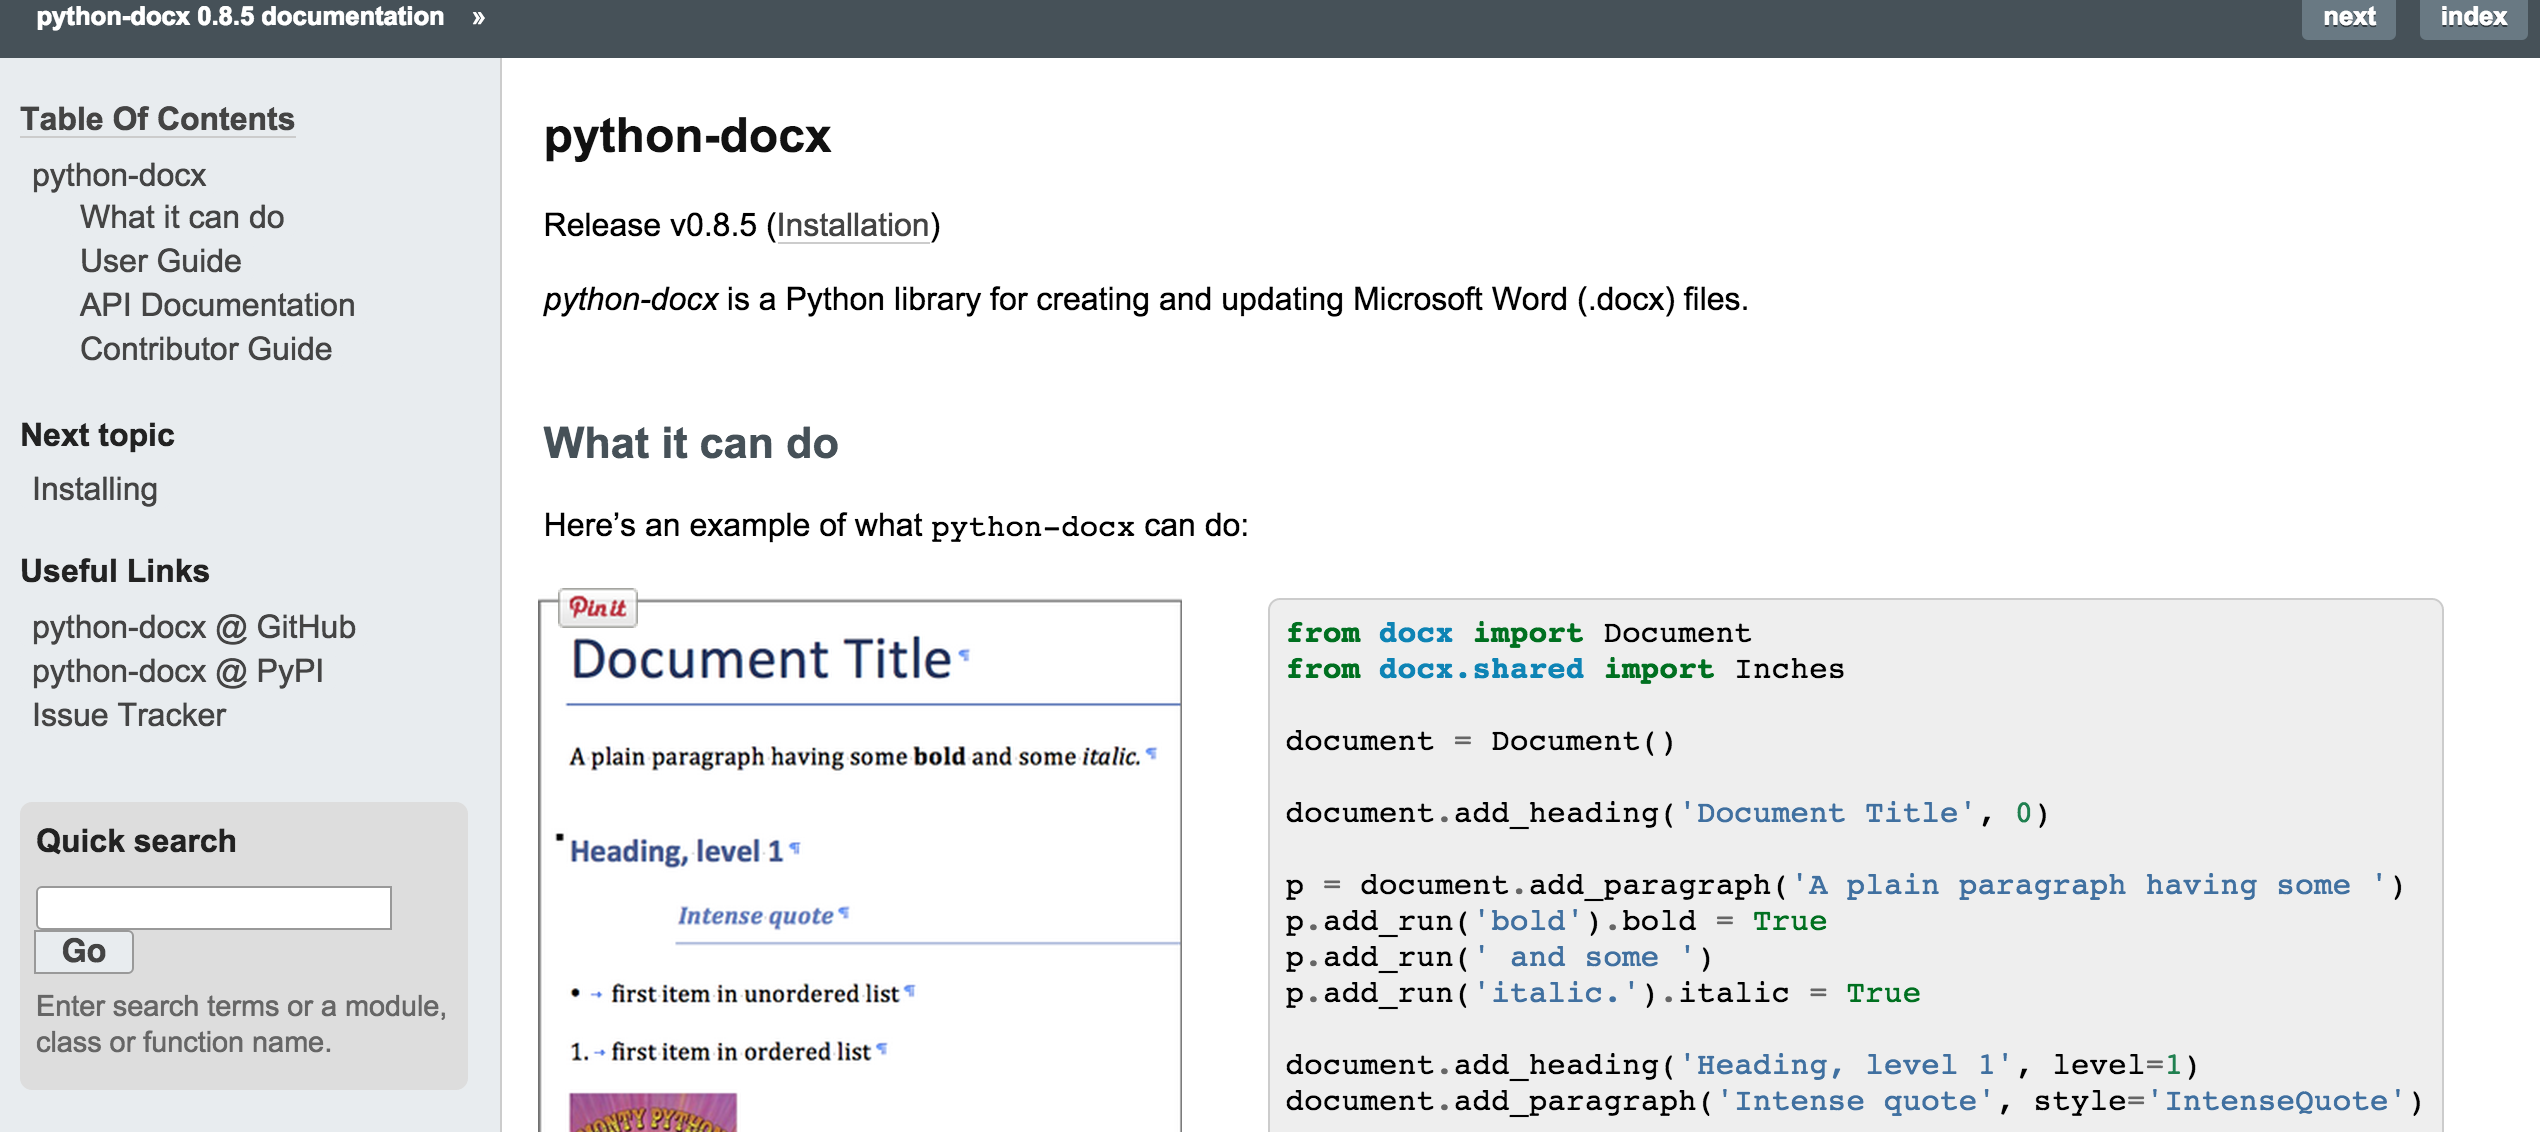 python-docx 0.8.5 documentation »
next
index
Table Of Contents
python-docx
What it can do
User Guide
API Documentation
Contributor Guide
Next topic
Installing
Useful Links
python-docx @ GitHub
python-docx @ PyPI
Issue Tracker
Quick search
Go
Enter search terms or a module,
class or function name.
python-docx
Release v0.8.5 (Installation)
python-docx is a Python library for creating and updating Microsoft Word (.docx) files.
What it can do
Here’s an example of what python-docx can do:
Pin it
Document Title¶
A plain paragraph having some bold and some italic.¶
Heading, level 1¶
Intense quote¶
• → first item in unordered list¶
1. → first item in ordered list¶
MONTY PYTHON
from docx import Document
from docx.shared import Inches
document = Document()
document.add_heading('Document Title', 0)
p = document.add_paragraph('A plain paragraph having some ')
p.add_run('bold').bold = True
p.add_run(' and some ')
p.add_run('italic.').italic = True
document.add_heading('Heading, level 1', level=1)
document.add_paragraph('Intense quote', style='IntenseQuote')